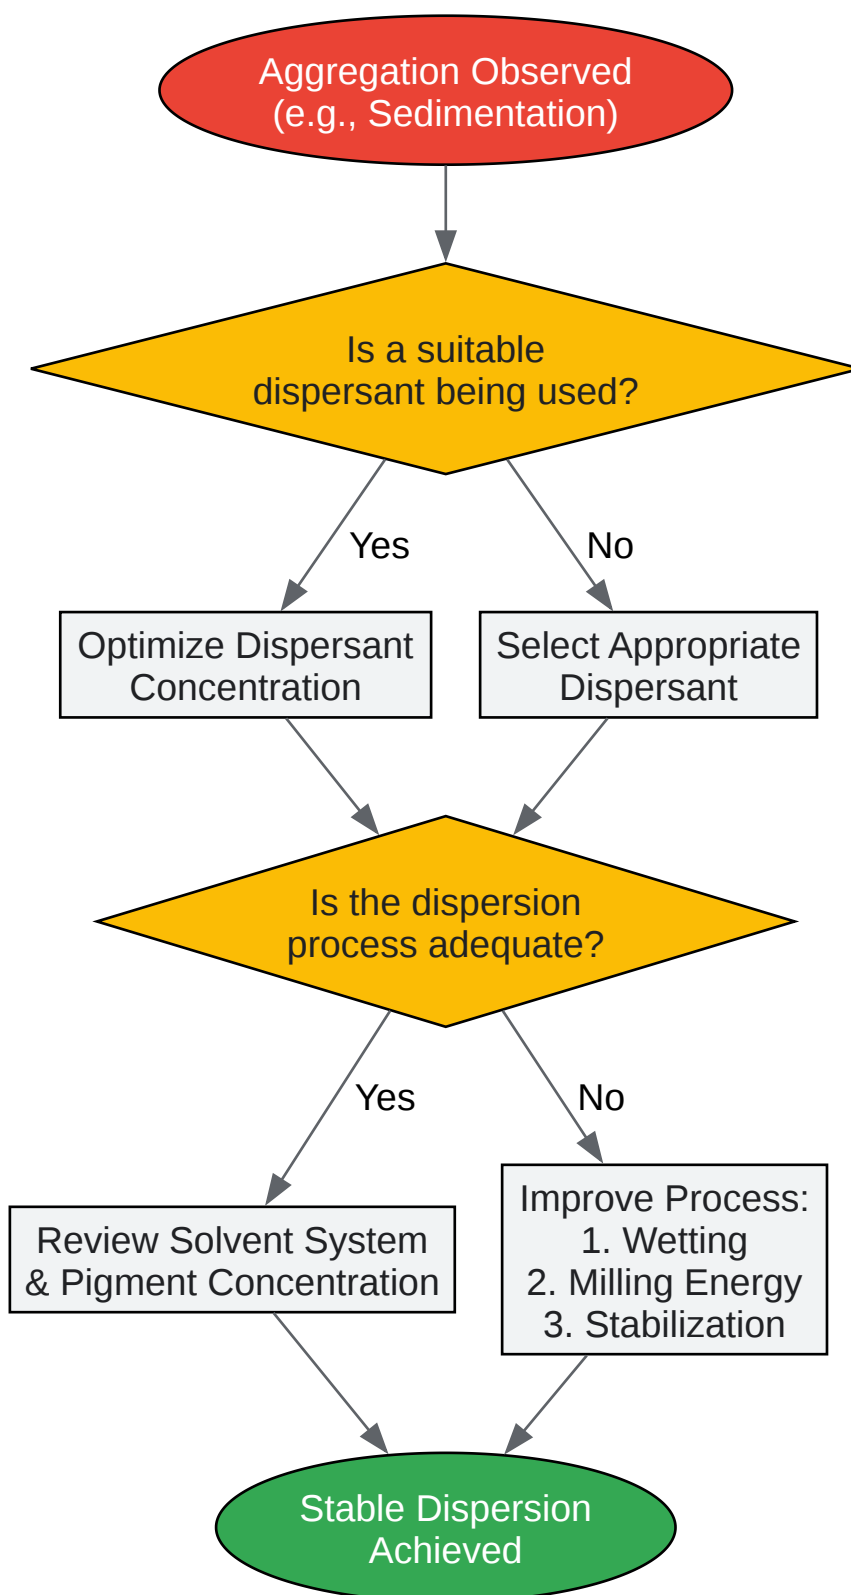 Aggregation Observed
(e.g., Sedimentation)
Is a suitable
dispersant being used?
Yes
No
Optimize Dispersant
Concentration
Select Appropriate
Dispersant
Is the dispersion
process adequate?
Yes
No
Review Solvent System
& Pigment Concentration
Improve Process:
1. Wetting
2. Milling Energy
3. Stabilization
Stable Dispersion
Achieved